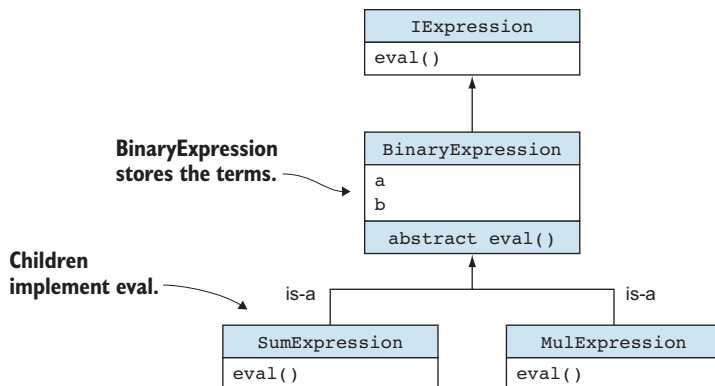 IExpression
eval()
BinaryExpression
stores the terms.
BinaryExpression
a
b
abstract eval()
Children
implement eval.
is-a
is-a
SumExpression
eval()
MulExpression
eval()